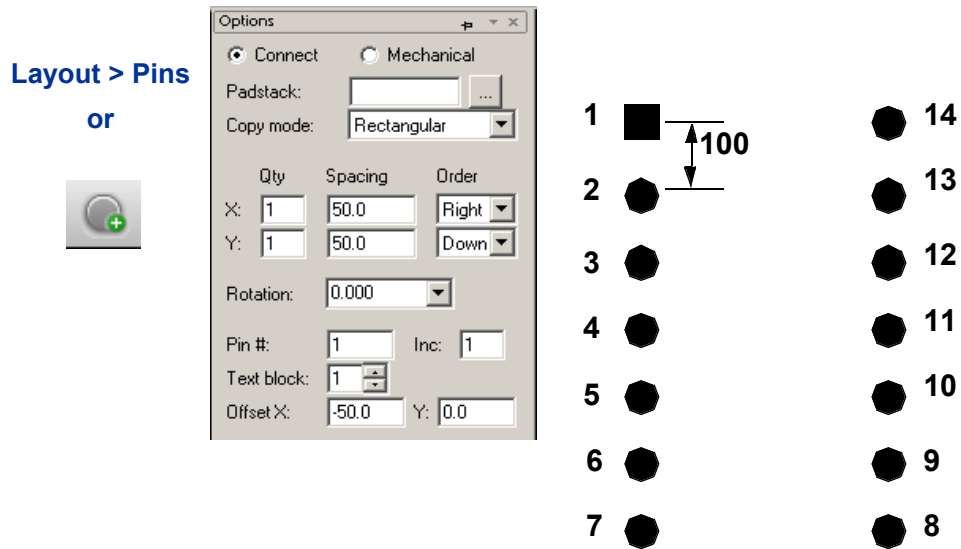 Layout > Pins
or
Options
Connect Mechanical
Padstack: ...
Copy mode: Rectangular
Qty Spacing Order
X: 1 50.0 Right
Y: 1 50.0 Down
Rotation: 0.000
Pin #: 1 Inc: 1
Text block: 1
Offset X: -50.0 Y: 0.0
1 14
100
2 13
3 12
4 11
5 10
6 9
7 8